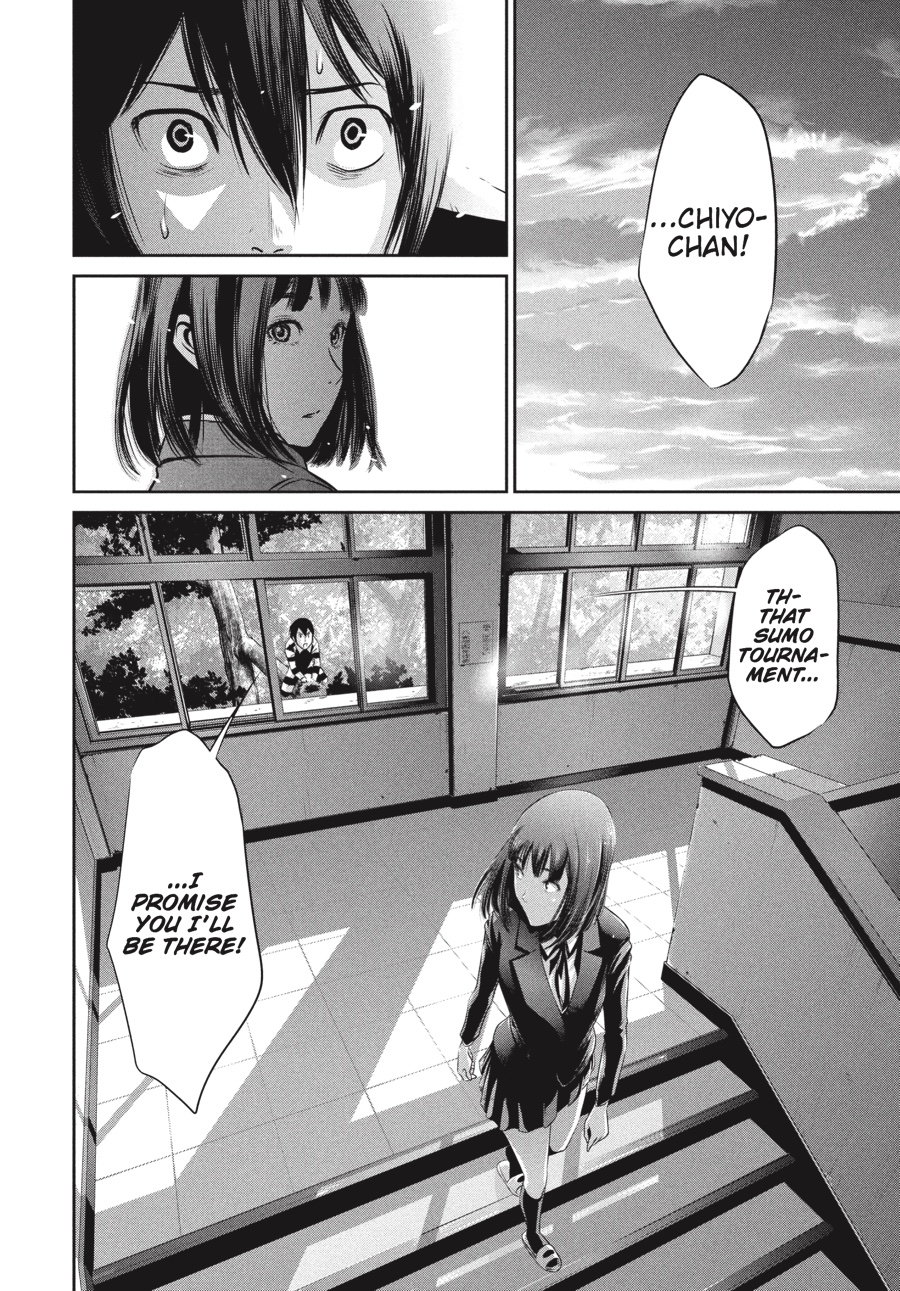 ...CHIYO-
CHAN!
TH-
THAT
SUMO
TOURNA-
MENT...
...I
PROMISE
YOU I'LL
BE THERE!